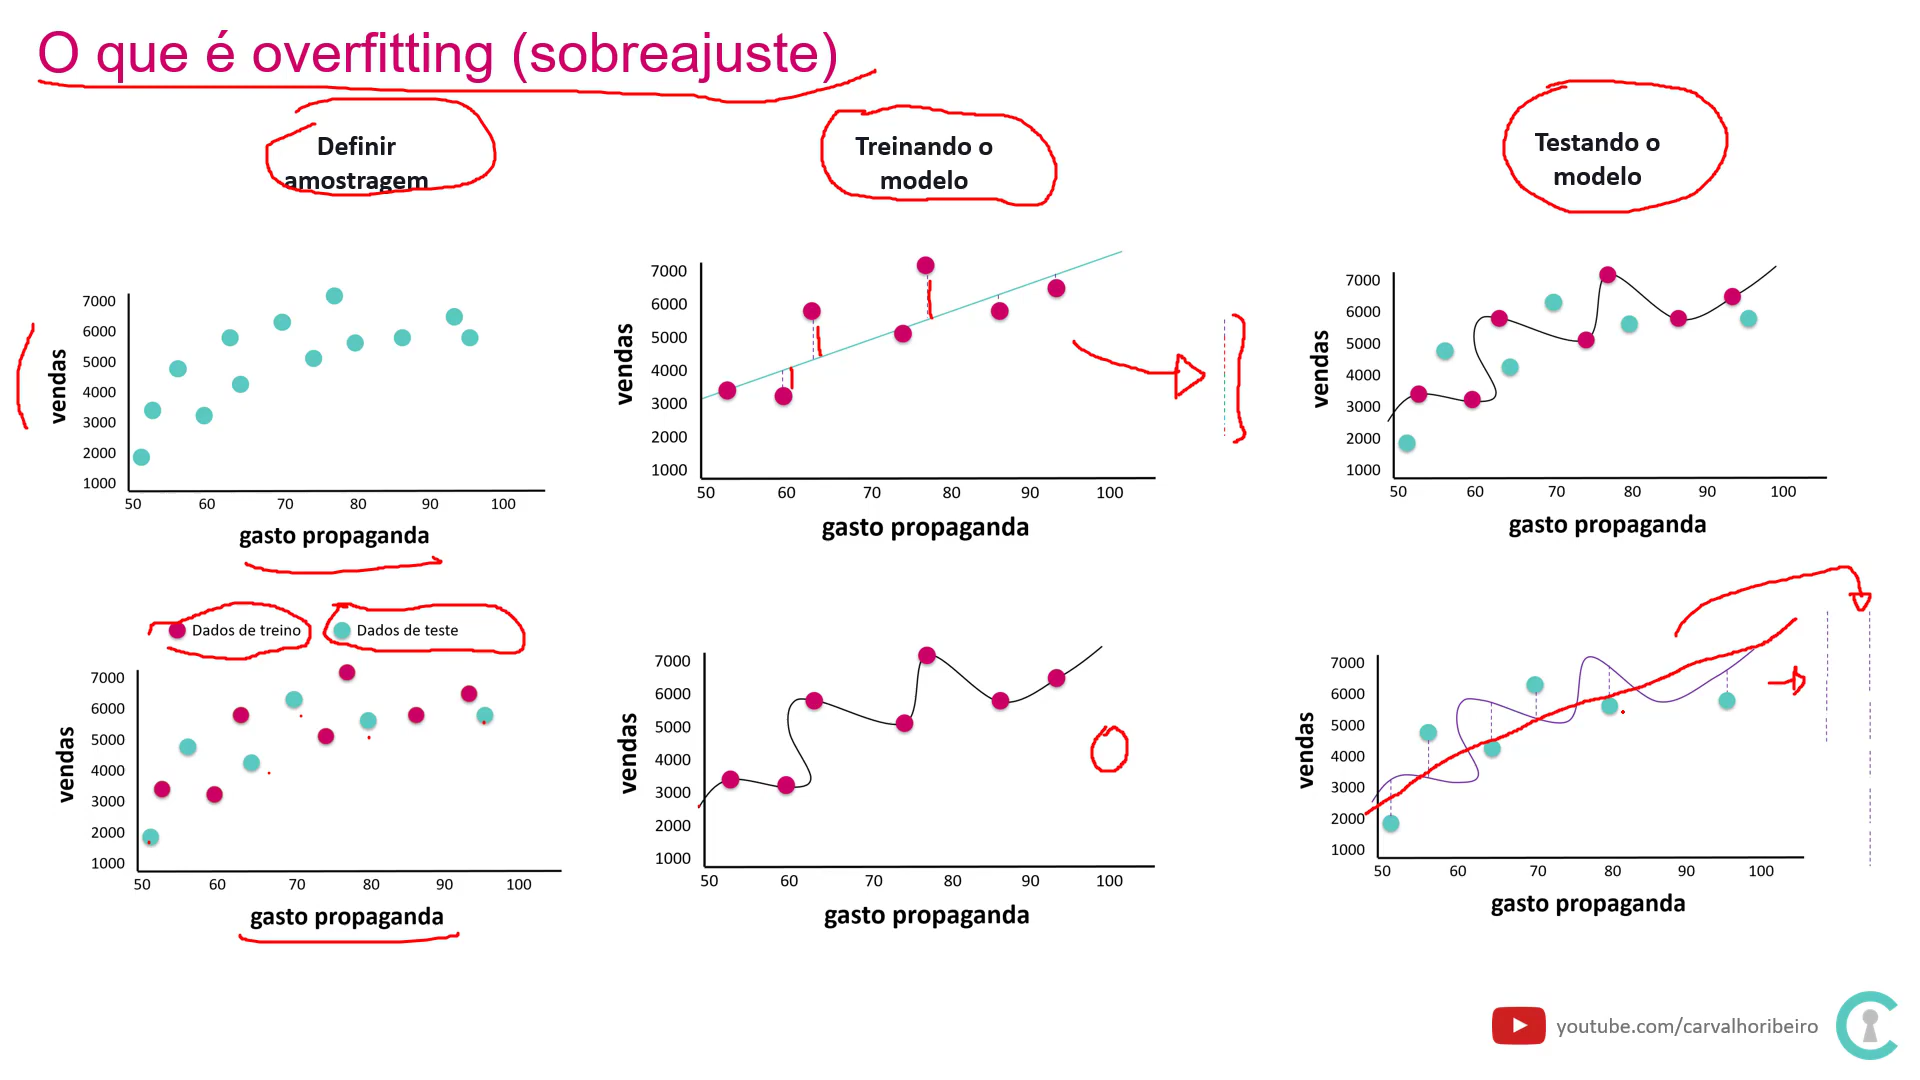 O que é overfitting (sobreajuste)
Definir
amostragem
Treinando o
modelo
Testando o
modelo
7000
6000
5000
4000
3000
2000
1000
vendas
50 60 70 80 90 100
gasto propaganda
7000
6000
5000
4000
3000
2000
1000
vendas
50 60 70 80 90 100
gasto propaganda
7000
6000
5000
4000
3000
2000
1000
vendas
50 60 70 80 90 100
gasto propaganda
Dados de treino
Dados de teste
7000
6000
5000
4000
3000
2000
1000
vendas
50 60 70 80 90 100
gasto propaganda
7000
6000
5000
4000
3000
2000
1000
vendas
50 60 70 80 90 100
gasto propaganda
7000
6000
5000
4000
3000
2000
1000
vendas
50 60 70 80 90 100
gasto propaganda
youtube.com/carvalhoribeiro